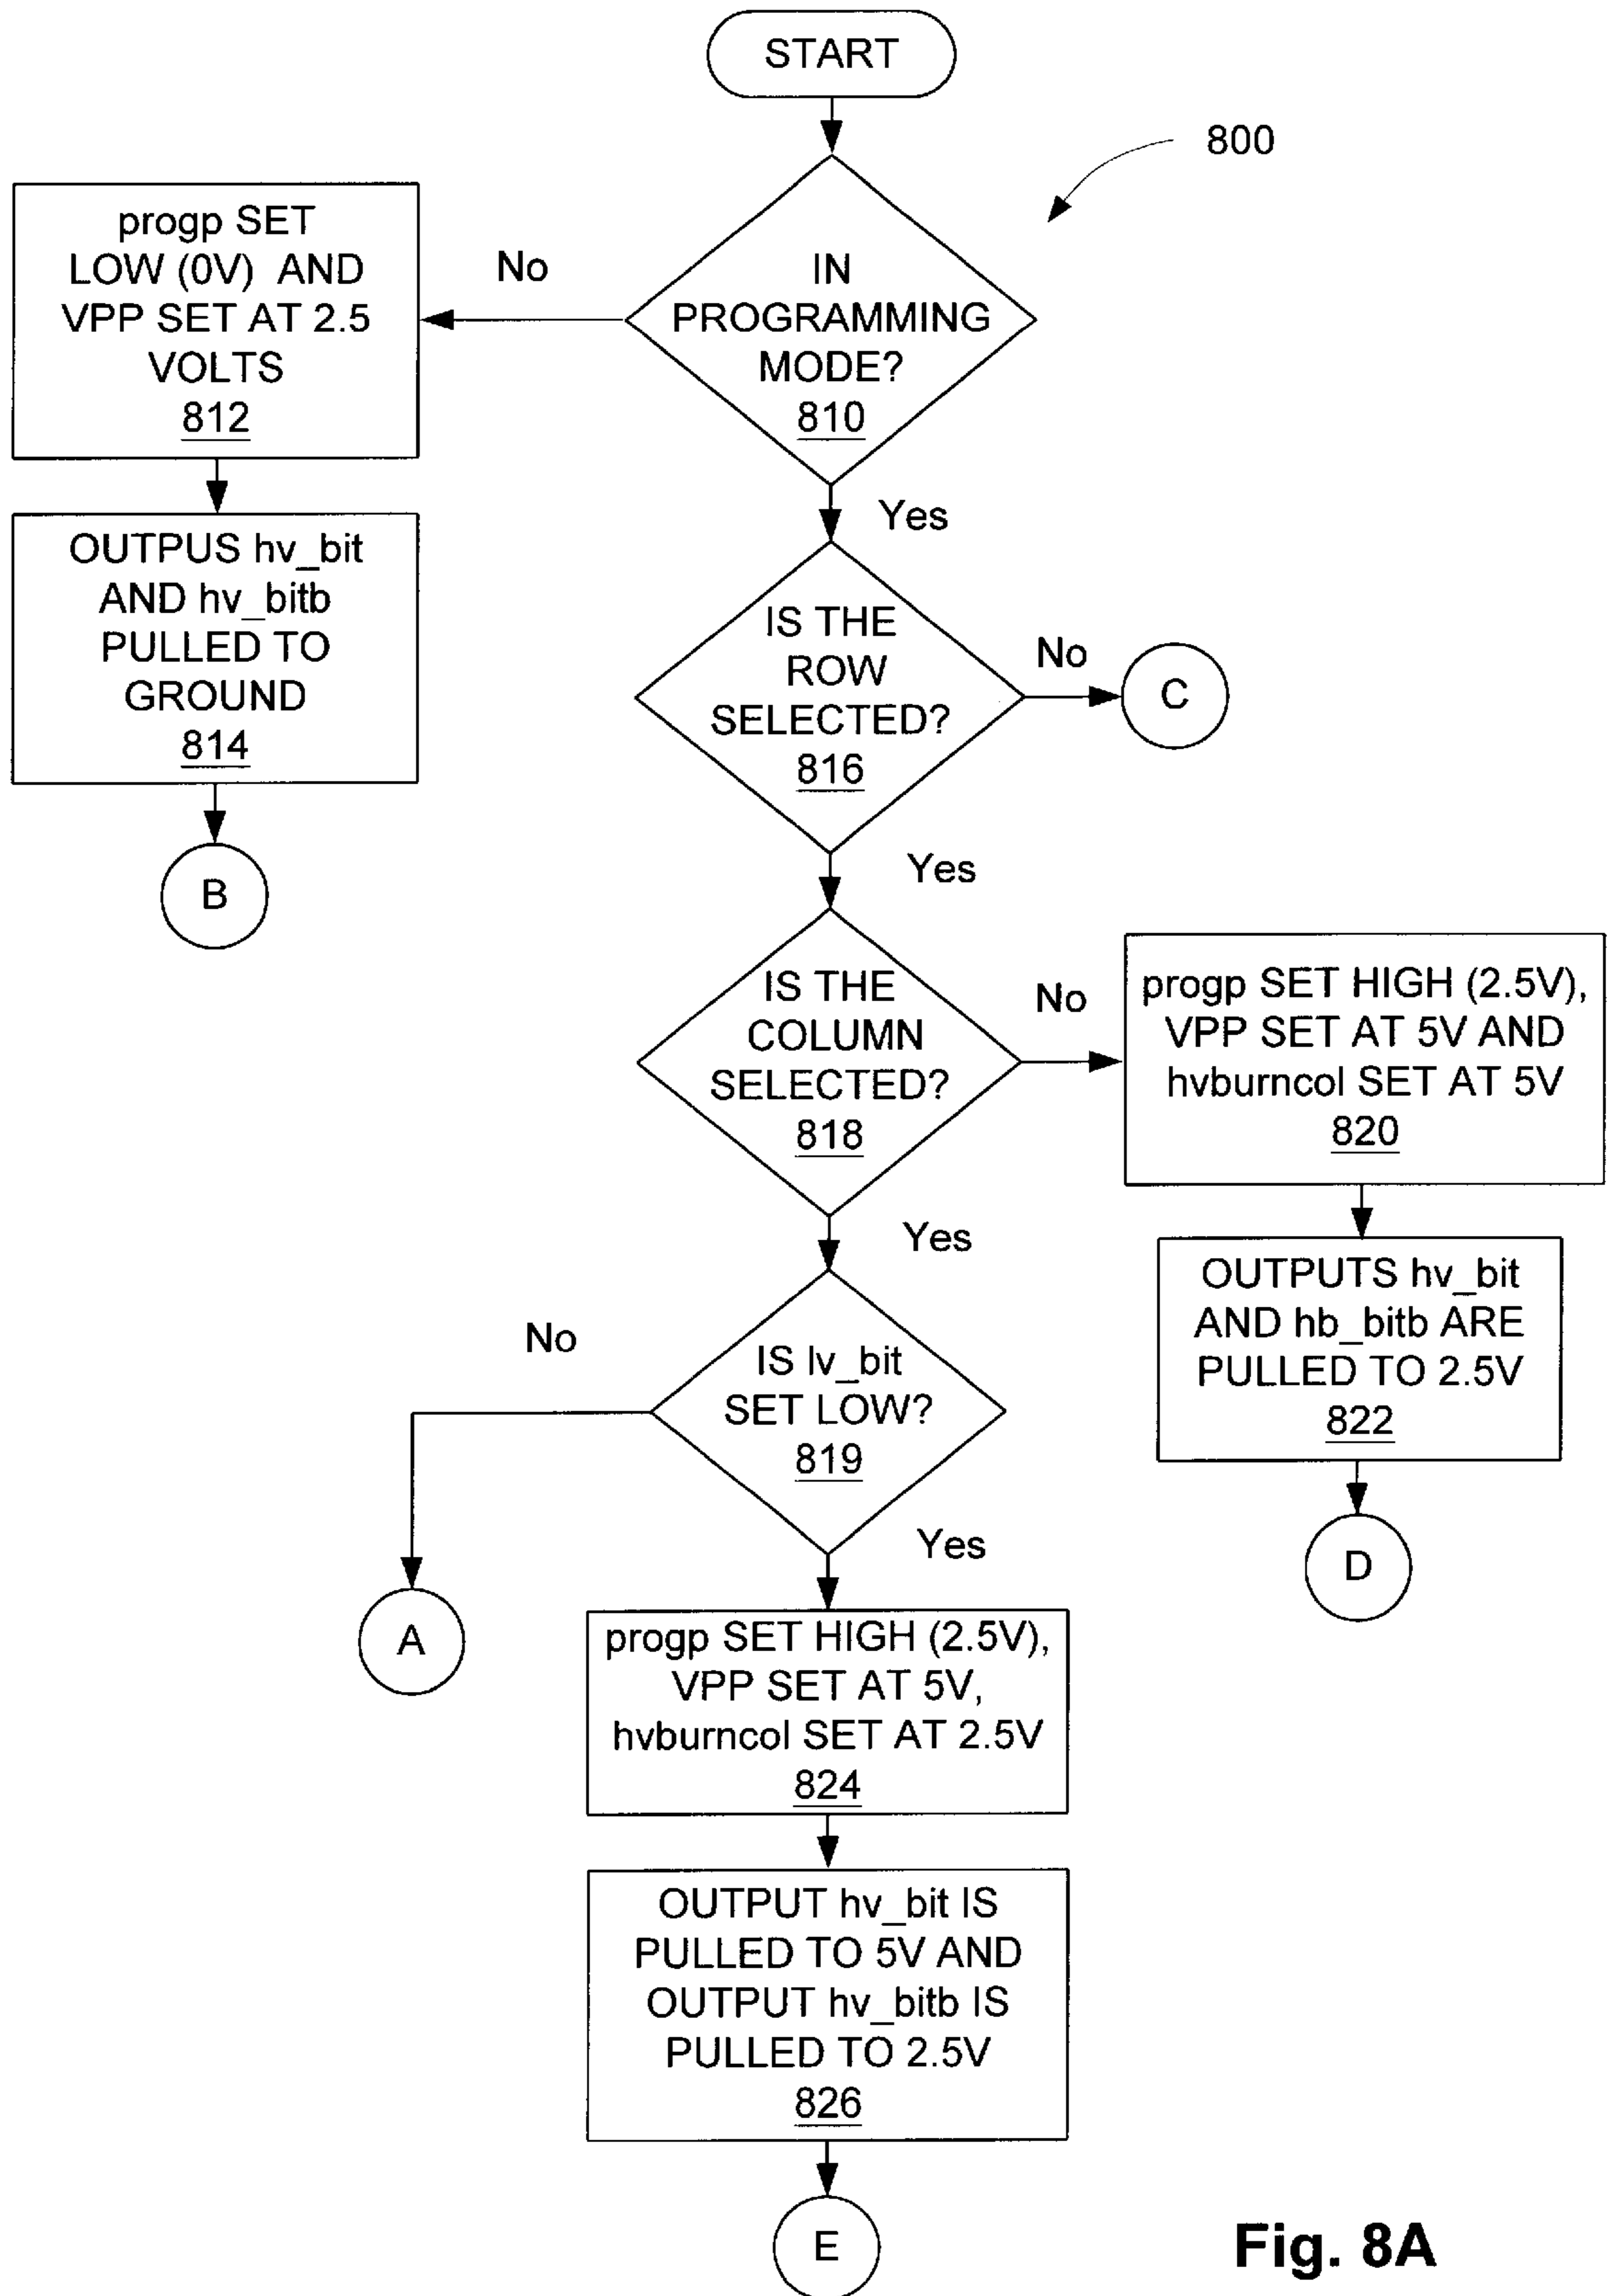 START
800
IN
PROGRAMMING
MODE?
810
No
progp SET
LOW (0V) AND
VPP SET AT 2.5
VOLTS
812
OUTPUS hv_bit
AND hv_bitb
PULLED TO
GROUND
814
B
Yes
IS THE
ROW
SELECTED?
816
No
C
Yes
IS THE
COLUMN
SELECTED?
818
No
progp SET HIGH (2.5V),
VPP SET AT 5V AND
hvburncol SET AT 5V
820
OUTPUTS hv_bit
AND hb_bitb ARE
PULLED TO 2.5V
822
D
Yes
IS lv_bit
SET LOW?
819
No
A
Yes
progp SET HIGH (2.5V),
VPP SET AT 5V,
hvburncol SET AT 2.5V
824
OUTPUT hv_bit IS
PULLED TO 5V AND
OUTPUT hv_bitb IS
PULLED TO 2.5V
826
E
Fig. 8A